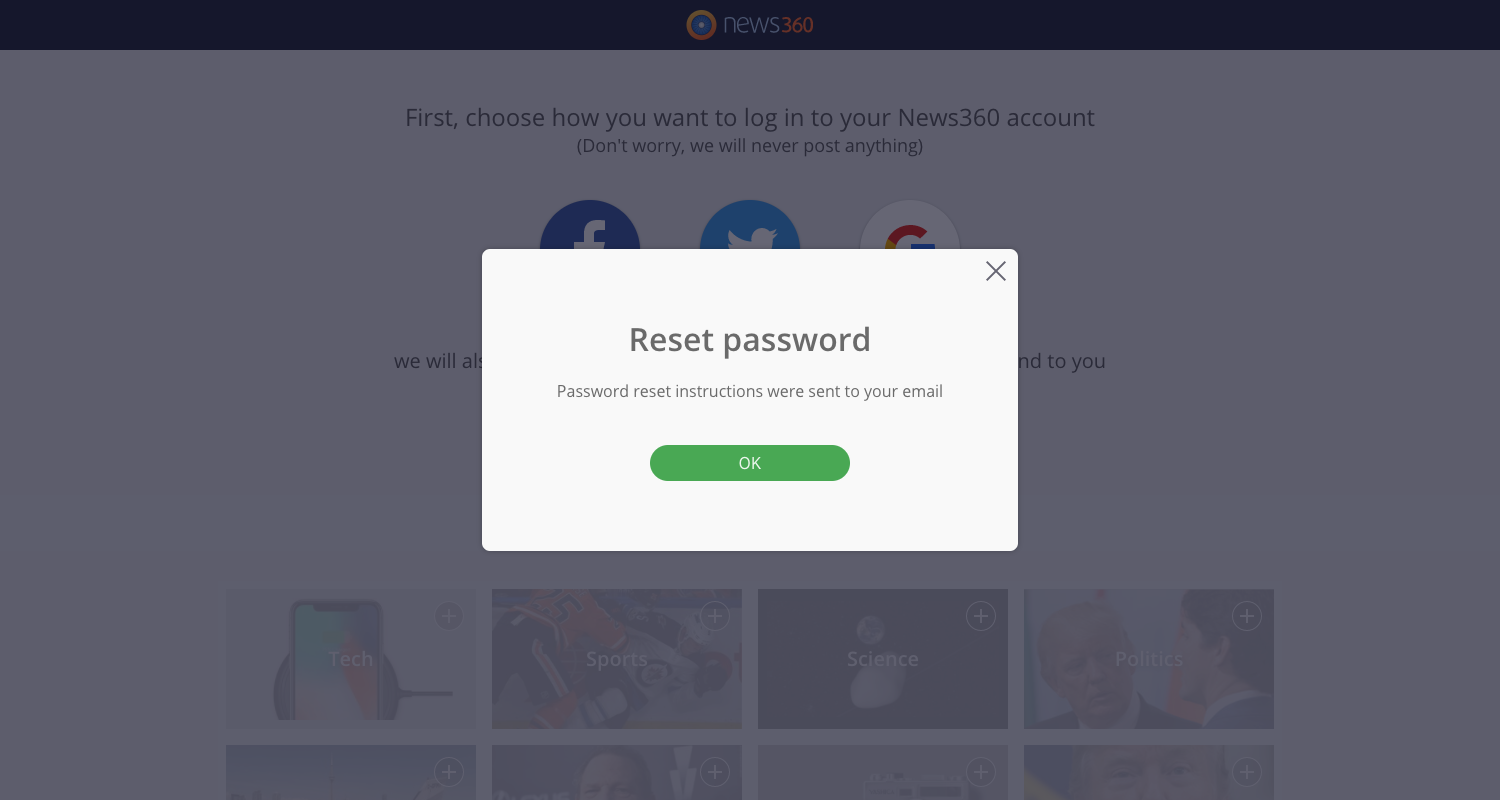 news360
First, choose how you want to log in to your News360 account
(Don't worry, we will never post anything)
Reset password
we will
nd to you
Password reset instructions were sent to your email
OK
Tech
Sports
Science
Politics